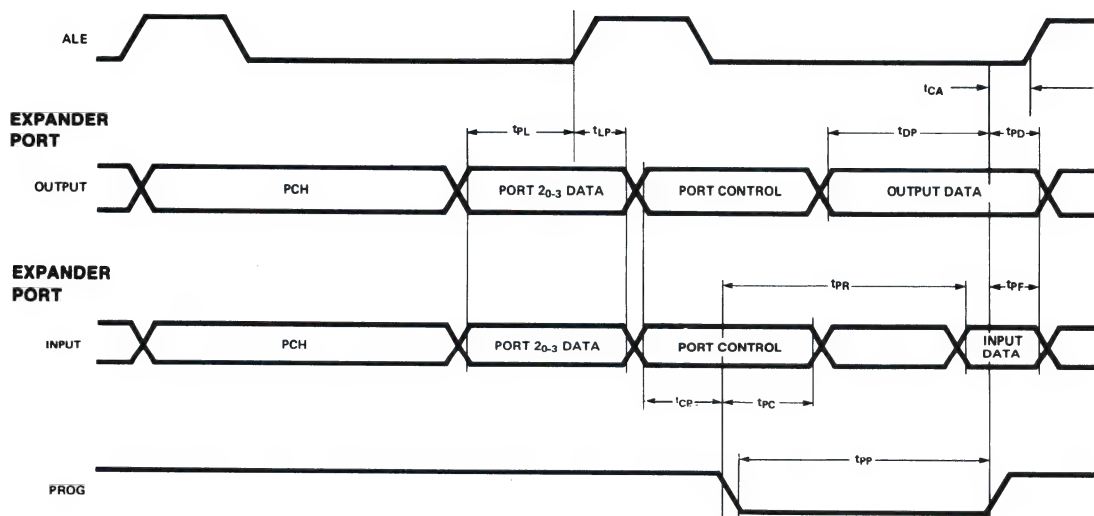 ALE
tCA
EXPANDER
PORT
tPL
tLP
tDP
tPD
OUTPUT
PCH
PORT 20-3 DATA
PORT CONTROL
OUTPUT DATA
EXPANDER
PORT
tPR
tPF
INPUT
PCH
PORT 20-3 DATA
PORT CONTROL
INPUT
DATA
tCP
tPC
tPP
PROG